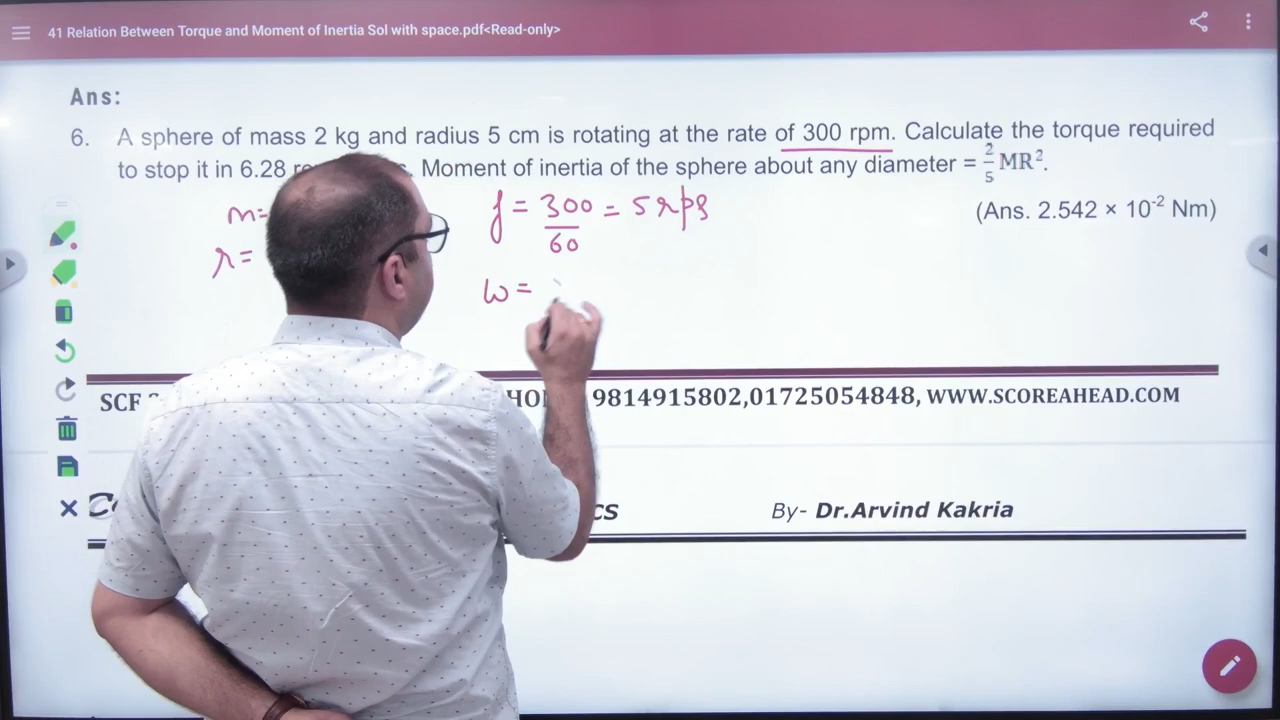 41 Relation Between Torque and Moment of Inertia Sol with space.pdf<Read-only>
Ans:
6. A sphere of mass 2 kg and radius 5 cm is rotating at the rate of 300 rpm. Calculate the torque required
to stop it in 6.28 Moment of inertia of the sphere about any diameter = 2/5 MR².
m= f = 300/60 = 5 rps (Ans. 2.542 × 10⁻² Nm)
r=
ω =
SCF 9814915802,01725054848, WWW.SCOREAHEAD.COM
By- Dr.Arvind Kakria